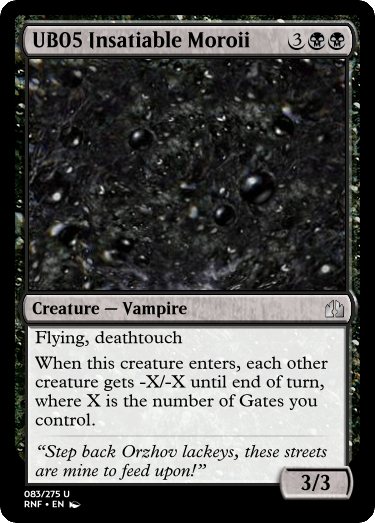 UB05 Insatiable Moroii 3
Creature — Vampire
Flying, deathtouch
When this creature enters, each other
creature gets -X/-X until end of turn,
where X is the number of Gates you
control.
“Step back Orzhov lackeys, these streets
are mine to feed upon!”
3/3
083/275 U
RNF • EN